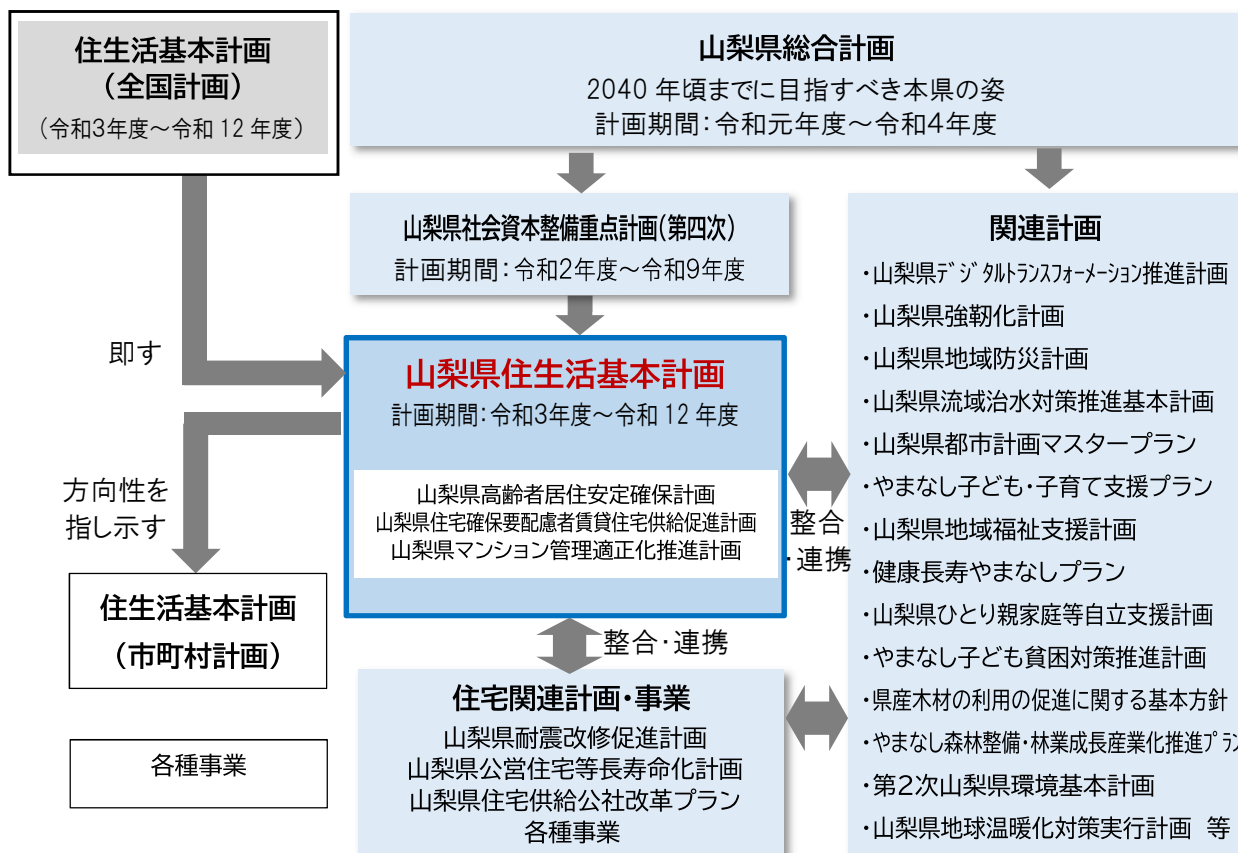 住生活基本計画
(全国計画)
(令和3年度～令和 12 年度)
山梨県総合計画
2040 年頃までに目指すべき本県の姿
計画期間：令和元年度～令和4年度
山梨県社会資本整備重点計画(第四次)
計画期間：令和2年度～令和9年度
即す
山梨県住生活基本計画
計画期間：令和3年度～令和 12 年度
山梨県高齢者居住安定確保計画
山梨県住宅確保要配慮者賃貸住宅供給促進計画
山梨県マンション管理適正化推進計画
方向性を
指し示す
住生活基本計画
(市町村計画)
各種事業
整合・連携
住宅関連計画・事業
山梨県耐震改修促進計画
山梨県公営住宅等長寿命化計画
山梨県住宅供給公社改革プラン
各種事業
整合
・連携
関連計画
・山梨県ﾃﾞｼﾞﾀﾙﾄﾗﾝｽﾌｫｰﾒｰｼｮﾝ推進計画
・山梨県強靭化計画
・山梨県地域防災計画
・山梨県流域治水対策推進基本計画
・山梨県都市計画マスタープラン
・やまなし子ども・子育て支援プラン
・山梨県地域福祉支援計画
・健康長寿やまなしプラン
・山梨県ひとり親家庭等自立支援計画
・やまなし子ども貧困対策推進計画
・県産木材の利用の促進に関する基本方針
・やまなし森林整備・林業成長産業化推進ﾌﾟﾗﾝ
・第2次山梨県環境基本計画
・山梨県地球温暖化対策実行計画 等